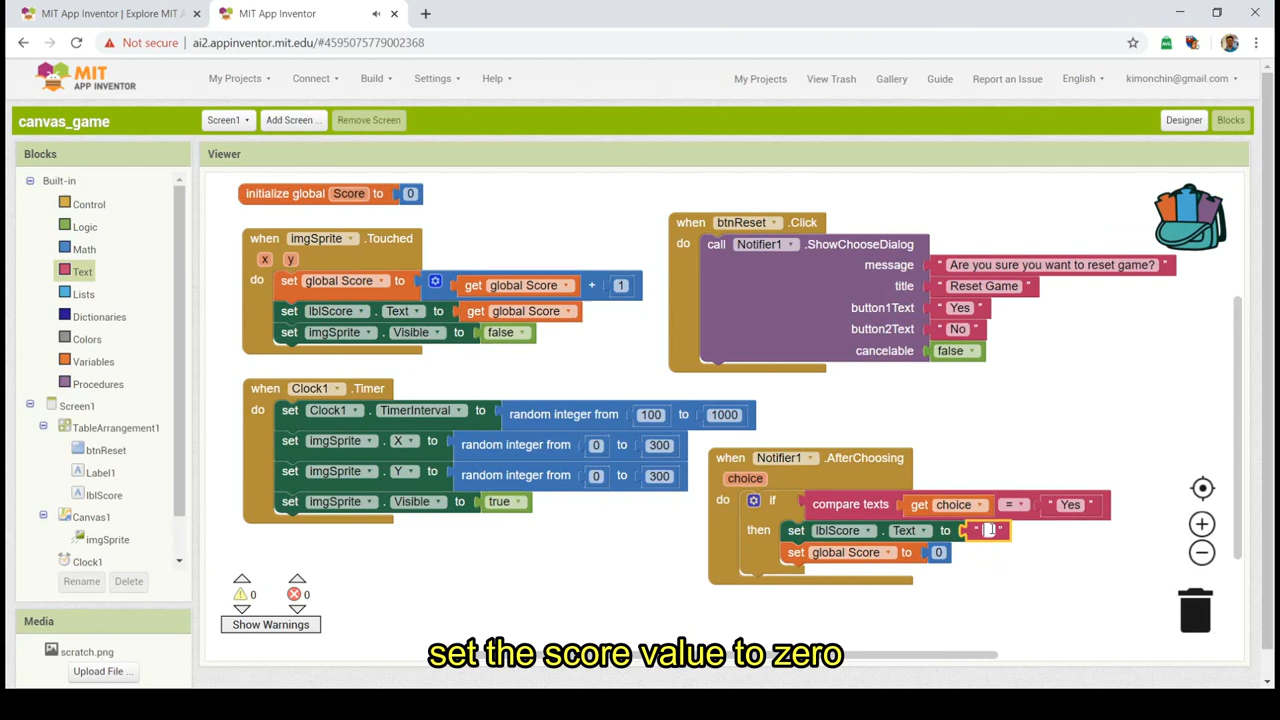 MIT App Inventor | Explore MIT A
MIT App Inventor
Not secure | ai2.appinventor.mit.edu/#4595075779002368
MIT
APP INVENTOR
My Projects
Connect
Build
Settings
Help
My Projects
View Trash
Gallery
Guide
Report an Issue
English
kimonchin@gmail.com
canvas_game
Screen1
Add Screen ...
Remove Screen
Designer
Blocks
Blocks
Built-in
Control
Logic
Math
Text
Lists
Dictionaries
Colors
Variables
Procedures
Screen1
TableArrangement1
btnReset
Label1
lblScore
Canvas1
imgSprite
Clock1
Rename
Delete
Media
scratch.png
Upload File ...
Viewer
initialize global Score to 0
when imgSprite .Touched
x y
do set global Score to get global Score + 1
set lblScore . Text to get global Score
set imgSprite . Visible to false
when Clock1 .Timer
do set Clock1 . TimerInterval to random integer from 100 to 1000
set imgSprite . X to random integer from 0 to 300
set imgSprite . Y to random integer from 0 to 300
set imgSprite . Visible to true
when btnReset .Click
do call Notifier1 .ShowChooseDialog
message " Are you sure you want to reset game? "
title " Reset Game "
button1Text " Yes "
button2Text " No "
cancelable false
when Notifier1 .AfterChoosing
choice
do if compare texts get choice = " Yes "
then set lblScore . Text to " "
set global Score to 0
0 0
Show Warnings
set the score value to zero